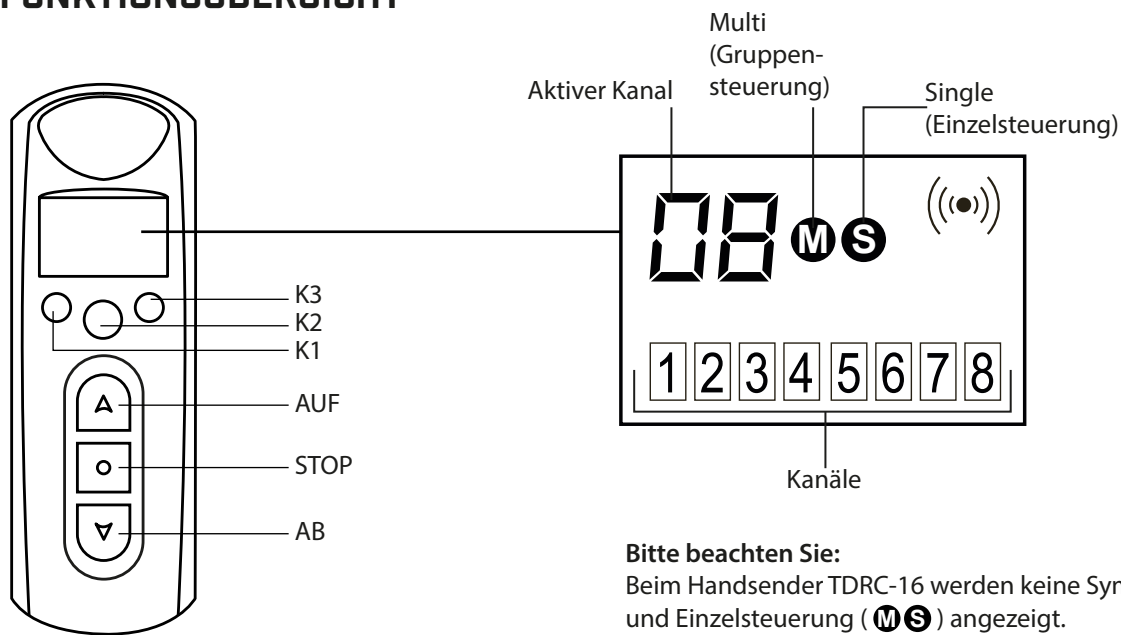 Multi
(Gruppen-
steuerung)
Aktiver Kanal
Single
(Einzelsteuerung)
08 M S
K3
K2
K1
1 2 3 4 5 6 7 8
AUF
STOP
AB
Kanäle
Bitte beachten Sie:
Beim Handsender TDRC-16 werden keine
und Einzelsteuerung ( M S ) angezeigt.